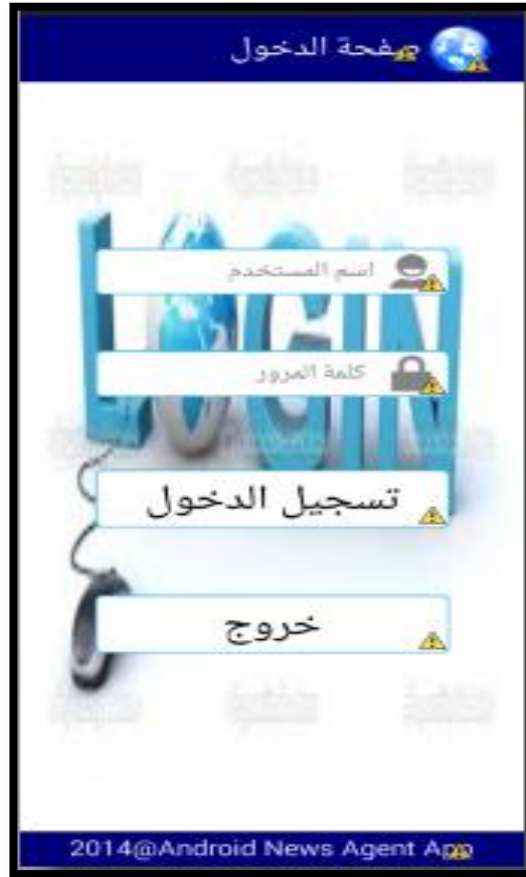 صفحة الدخول
LOGIN
اسم المستخدم
كلمة المرور
تسجيل الدخول
خروج
2014@Android News Agent App